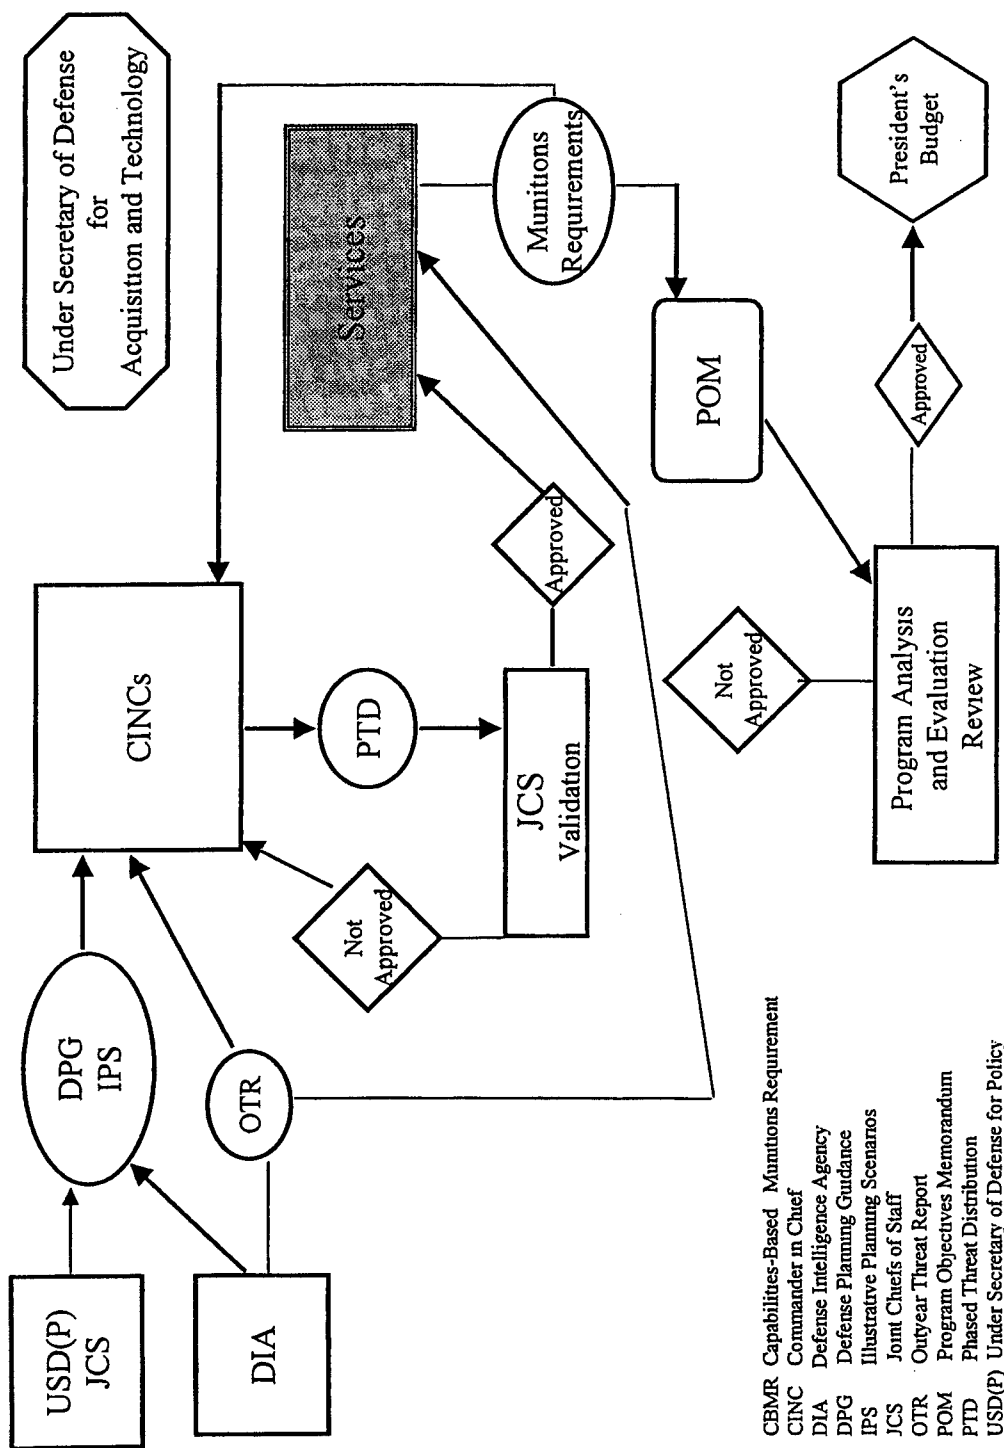 Under Secretary of Defense
for
Acquisition and Technology
USD(P)
JCS
DPG
IPS
CINCs
DIA
OTR
PTD
Services
Not
Approved
JCS
Validation
Approved
Munitions
Requirements
POM
Not
Approved
Program Analysis
and Evaluation
Review
Approved
President's
Budget
CBMR Capabilities-Based Munitions Requirement
CINC Commander in Chief
DIA Defense Intelligence Agency
DPG Defense Planning Guidance
IPS Illustrative Planning Scenarios
JCS Joint Chiefs of Staff
OTR Outyear Threat Report
POM Program Objectives Memorandum
PTD Phased Threat Distribution
USD(P) Under Secretary of Defense for Policy